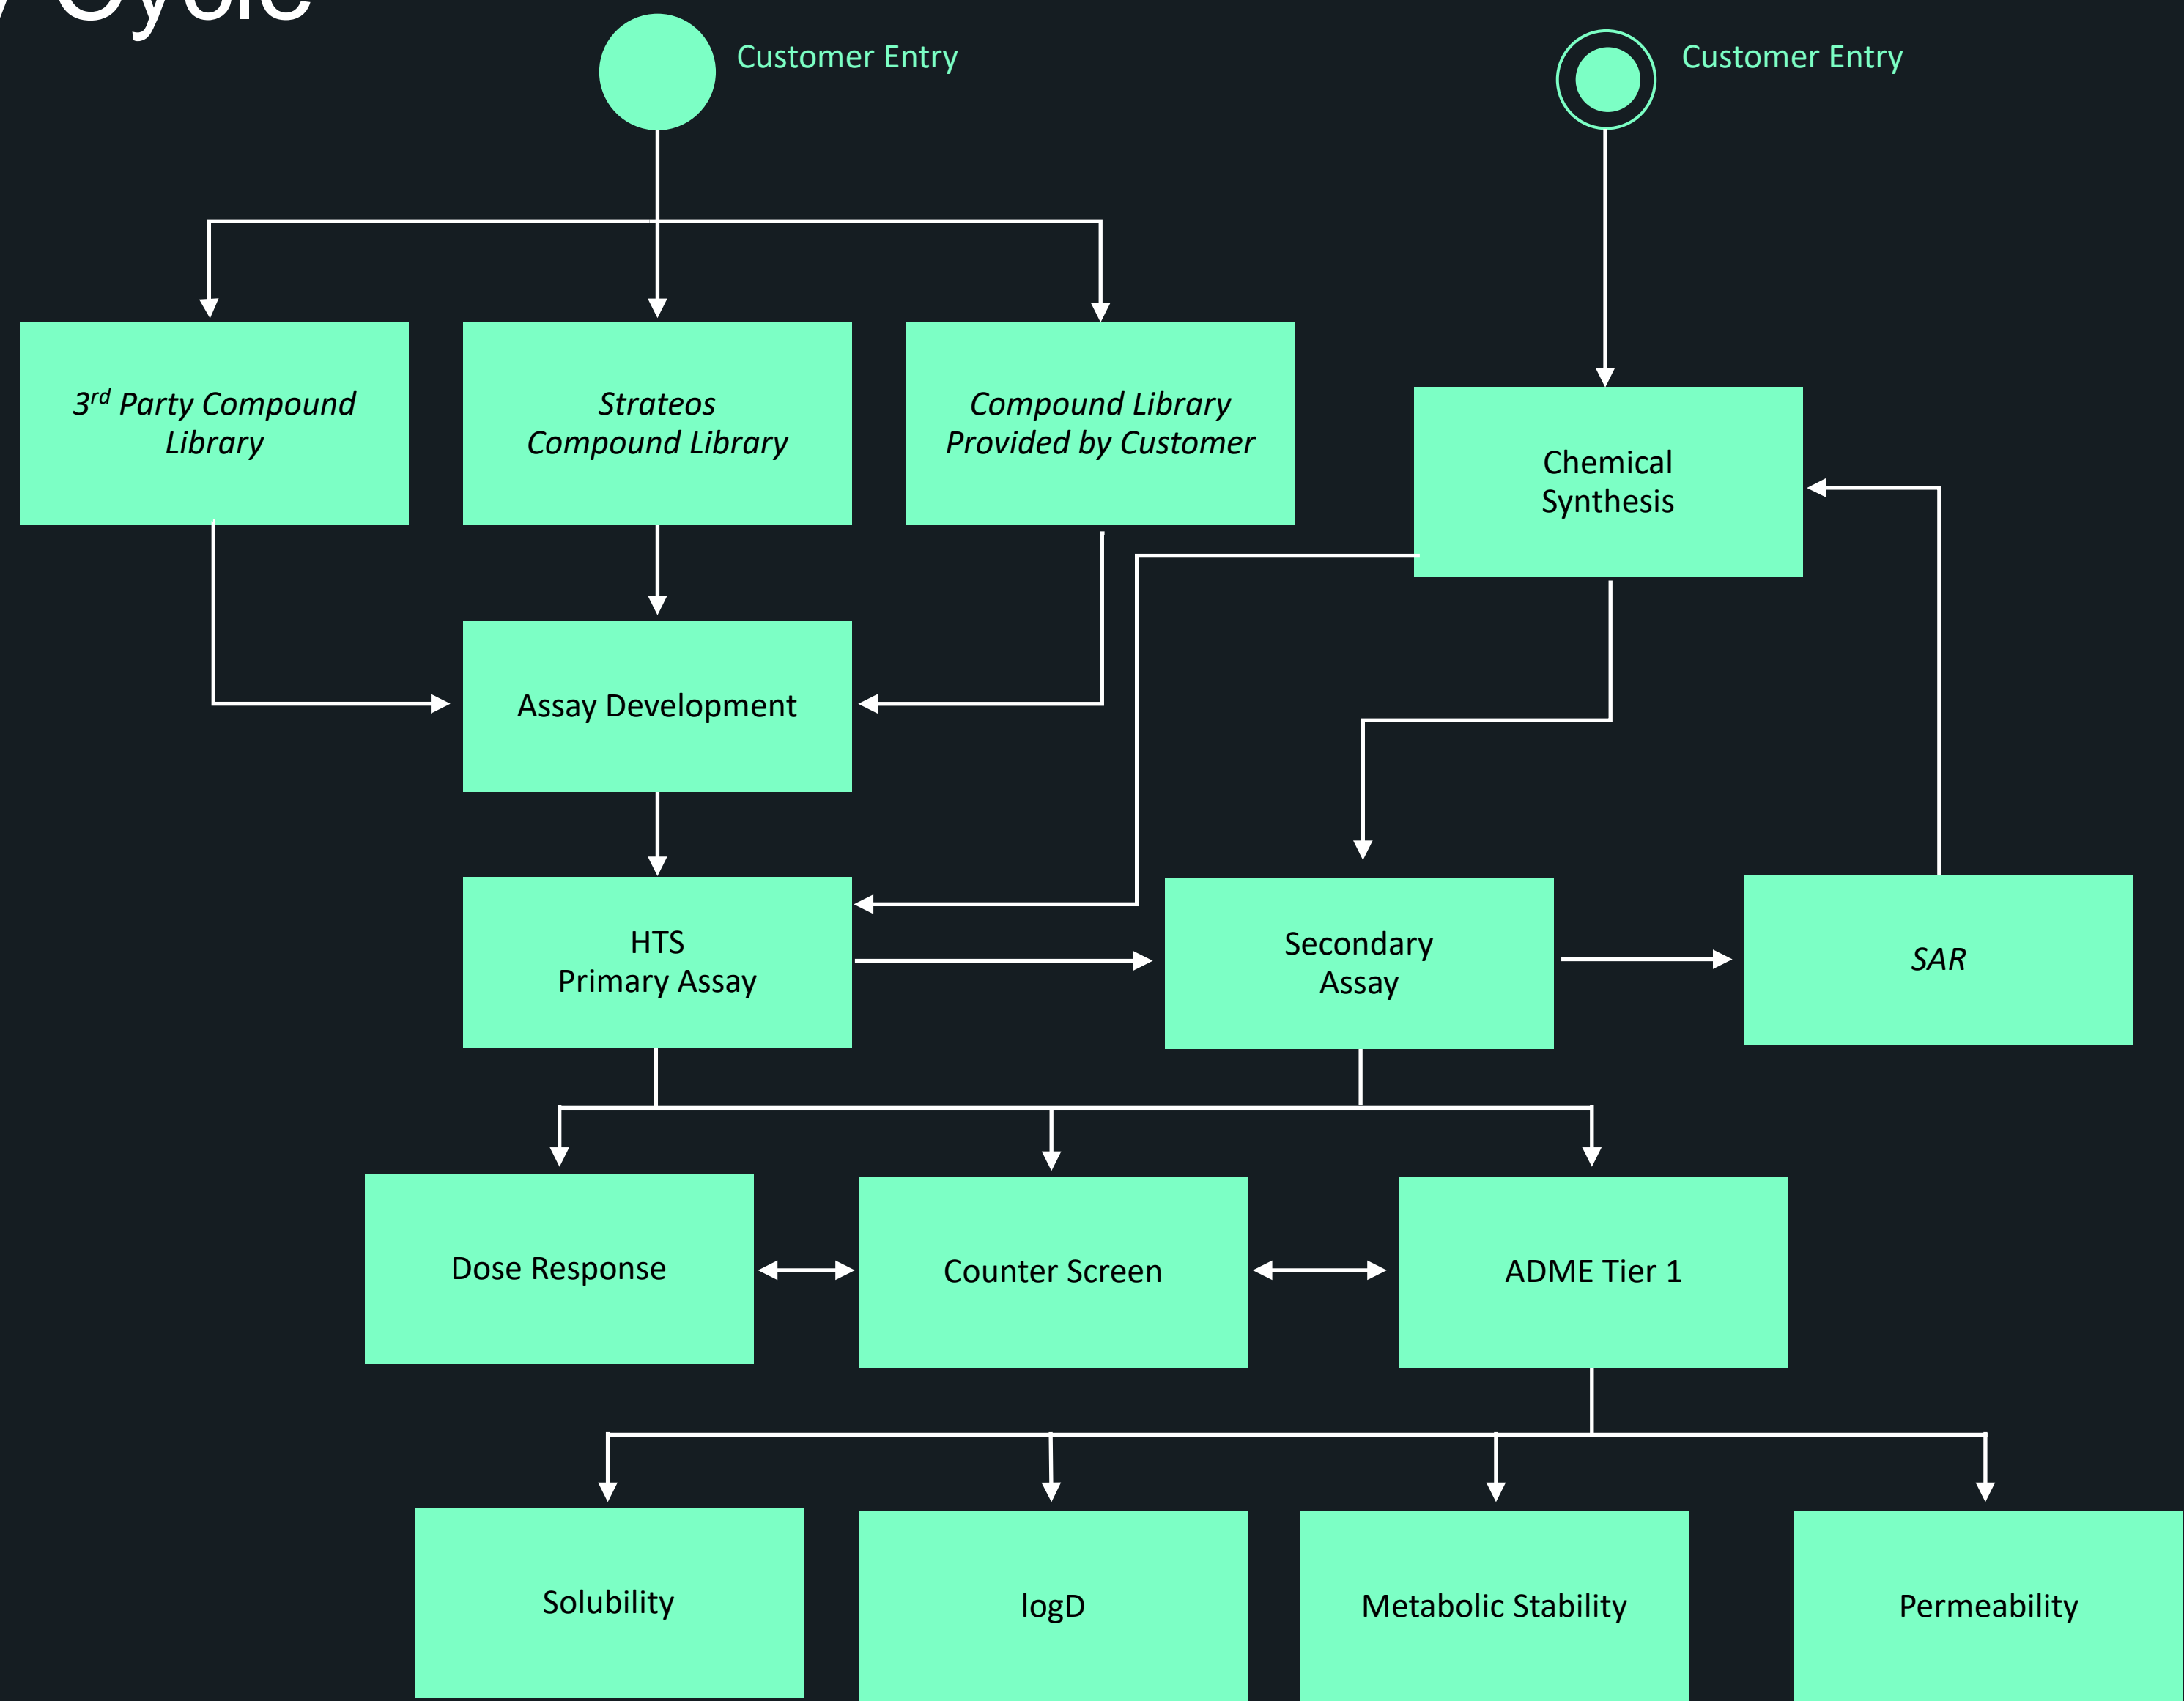 Cycle
Customer Entry
Customer Entry
3rd Party Compound
Library
Strateos
Compound Library
Compound Library
Provided by Customer
Chemical
Synthesis
Assay Development
HTS
Primary Assay
Secondary
Assay
SAR
Dose Response
Counter Screen
ADME Tier 1
Solubility
logD
Metabolic Stability
Permeability